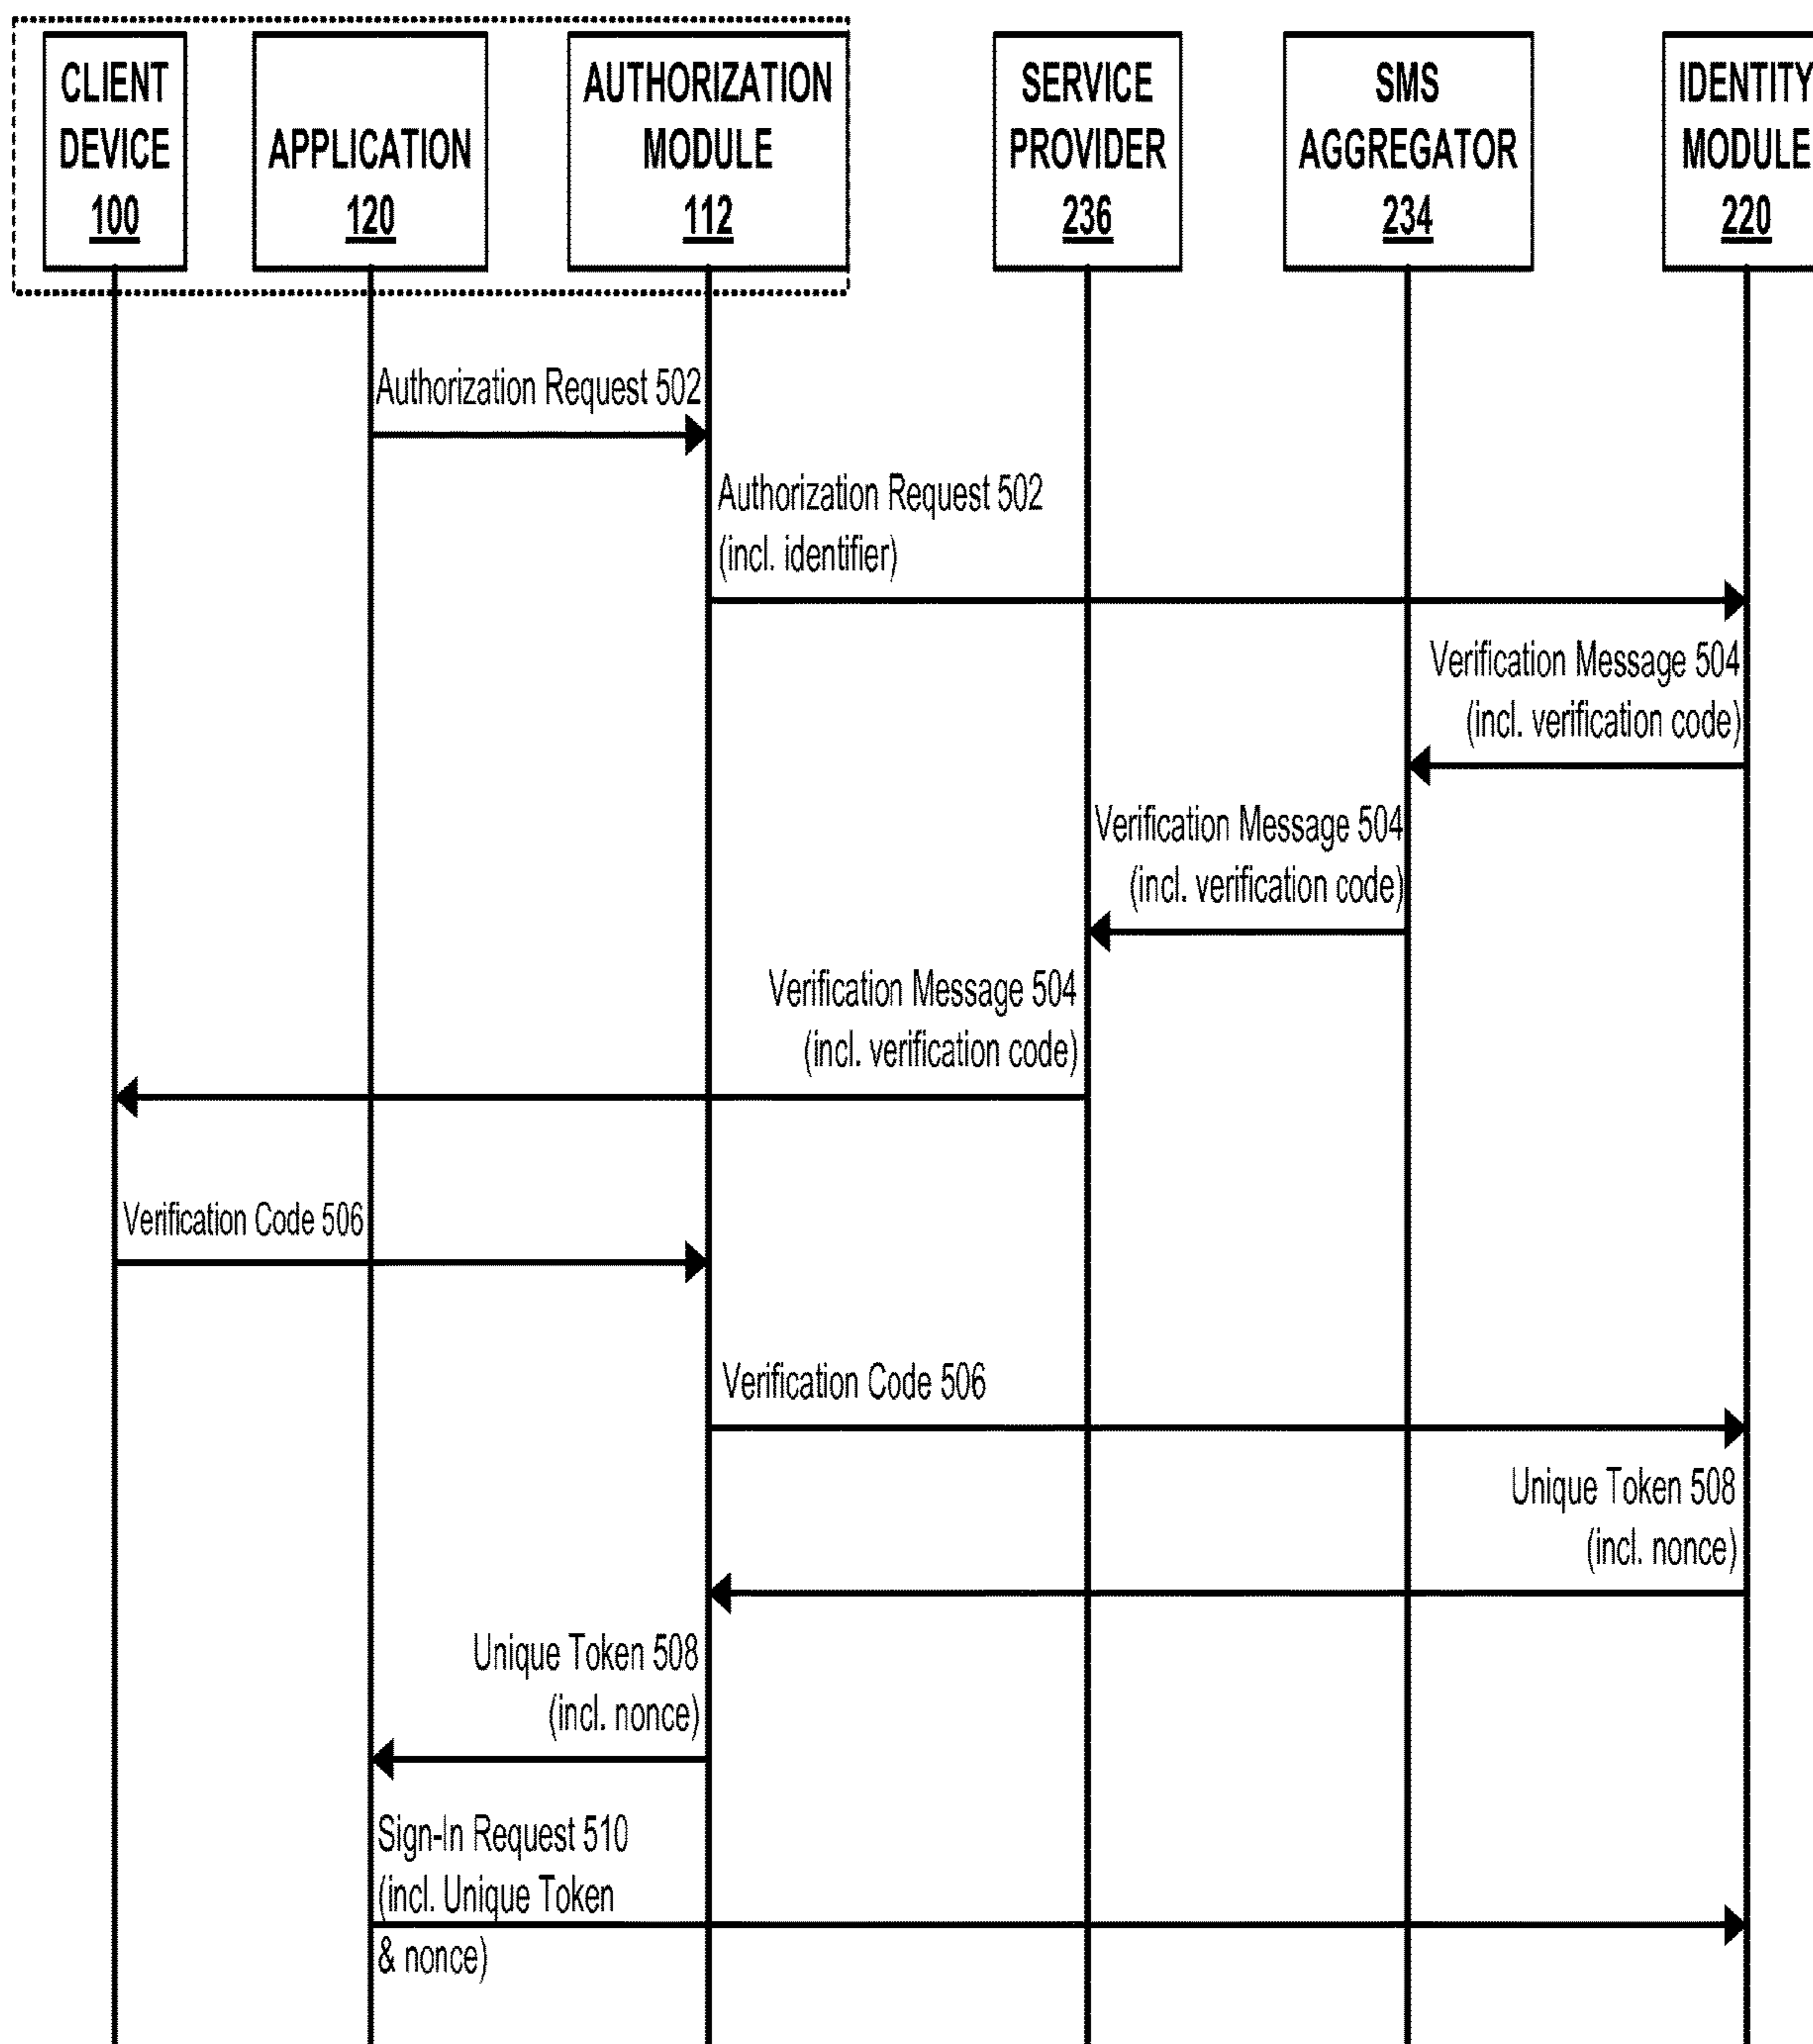 CLIENT
DEVICE
100
APPLICATION
120
AUTHORIZATION
MODULE
112
SERVICE
PROVIDER
236
SMS
AGGREGATOR
234
IDENTITY
MODULE
220
Authorization Request 502
Authorization Request 502
(incl. identifier)
Verification Message 504
(incl. verification code)
Verification Message 504
(incl. verification code)
Verification Message 504
(incl. verification code)
Verification Code 506
Verification Code 506
Unique Token 508
(incl. nonce)
Unique Token 508
(incl. nonce)
Sign-In Request 510
(incl. Unique Token
& nonce)